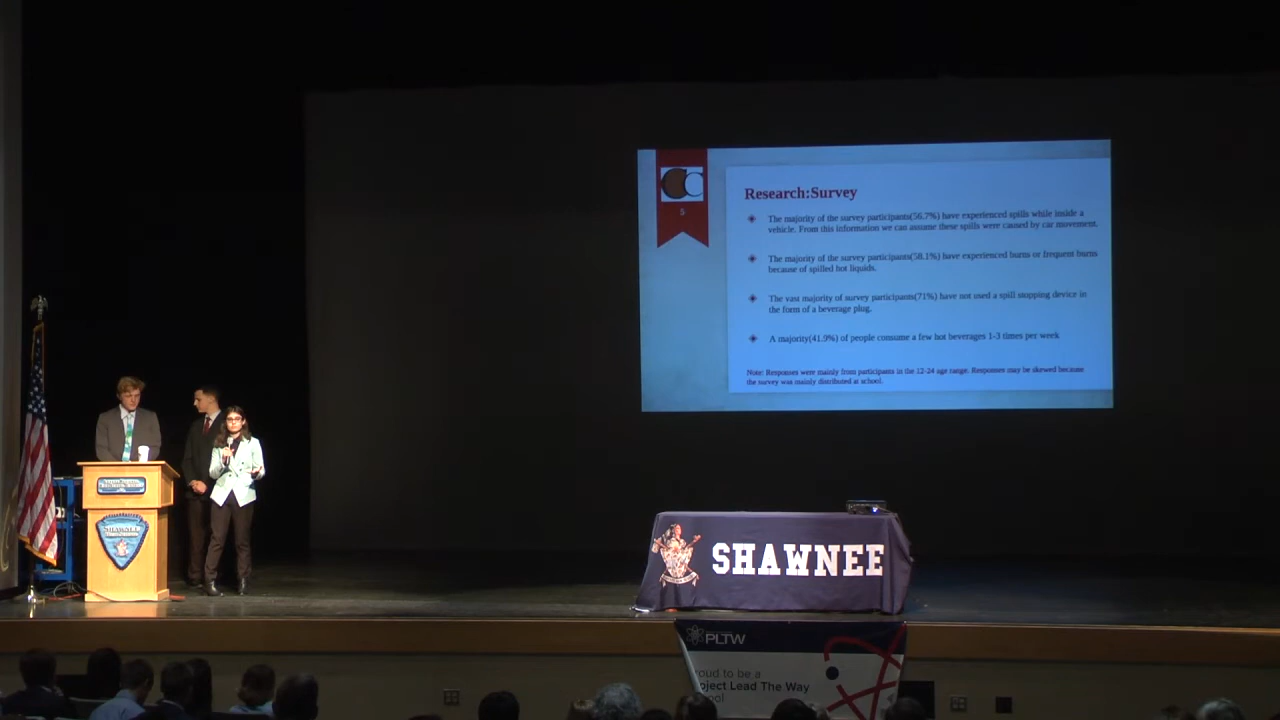 CC
5
Research:Survey
The majority of the survey participants(56.7%) have experienced spills while inside a
vehicle. From this information we can assume these spills were caused by car movement.
The majority of the survey participants(58.1%) have experienced burns or frequent burns
because of spilled hot liquids.
The vast majority of survey participants(71%) have not used a spill stopping device in
the form of a beverage plug.
A majority(41.9%) of people consume a few hot beverages 1-3 times per week
Note: Responses were mainly from participants in the 12-24 age range. Responses may be skewed because
the survey was mainly distributed at school.
SHAWNEE
SHAWNEE
PLTW
roud to be a
oject Lead The Way
ool